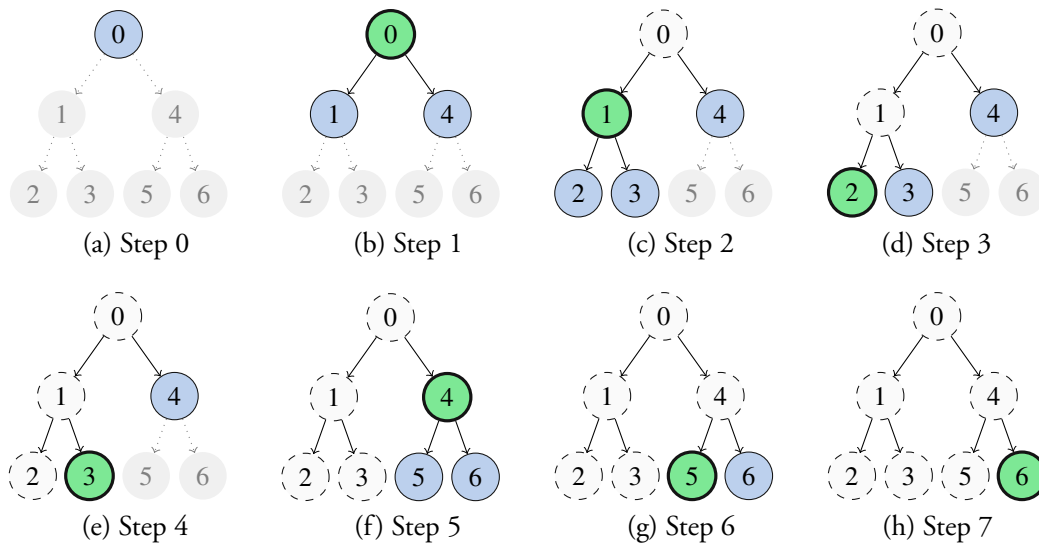 0 0 0 0
1 4 1 4 1 4 1 4
2 3 5 6 2 3 5 6 2 3 5 6 2 3 5 6
(a) Step 0 (b) Step 1 (c) Step 2 (d) Step 3
0 0 0 0
1 4 1 4 1 4 1 4
2 3 5 6 2 3 5 6 2 3 5 6 2 3 5 6
(e) Step 4 (f) Step 5 (g) Step 6 (h) Step 7